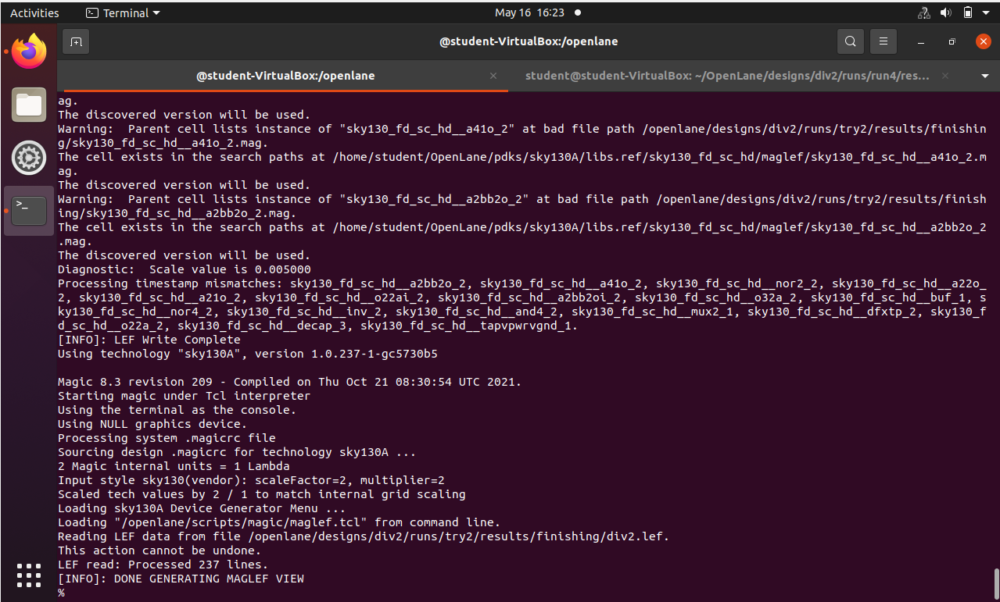 Activities
Terminal
May 16 16:23
@student-VirtualBox:/openlane
@student-VirtualBox:/openlane
student@student-VirtualBox: ~/OpenLane/designs/div2/runs/run4/res...
ag.
The discovered version will be used.
Warning:  Parent cell lists instance of "sky130_fd_sc_hd__a41o_2" at bad file path /openlane/designs/div2/runs/try2/results/finishin
g/sky130_fd_sc_hd__a41o_2.mag.
The cell exists in the search paths at /home/student/OpenLane/pdks/sky130A/libs.ref/sky130_fd_sc_hd/maglef/sky130_fd_sc_hd__a41o_2.m
ag.
The discovered version will be used.
Warning:  Parent cell lists instance of "sky130_fd_sc_hd__a2bb2o_2" at bad file path /openlane/designs/div2/runs/try2/results/finish
ing/sky130_fd_sc_hd__a2bb2o_2.mag.
The cell exists in the search paths at /home/student/OpenLane/pdks/sky130A/libs.ref/sky130_fd_sc_hd/maglef/sky130_fd_sc_hd__a2bb2o_2
.mag.
The discovered version will be used.
Diagnostic:  Scale value is 0.005000
Processing timestamp mismatches: sky130_fd_sc_hd__a2bb2o_2, sky130_fd_sc_hd__a41o_2, sky130_fd_sc_hd__nor2_2, sky130_fd_sc_hd__a22o_
2, sky130_fd_sc_hd__a21o_2, sky130_fd_sc_hd__o22ai_2, sky130_fd_sc_hd__a2bb2oi_2, sky130_fd_sc_hd__o32a_2, sky130_fd_sc_hd__buf_1, s
ky130_fd_sc_hd__nor4_2, sky130_fd_sc_hd__inv_2, sky130_fd_sc_hd__and4_2, sky130_fd_sc_hd__mux2_1, sky130_fd_sc_hd__dfxtp_2, sky130_f
d_sc_hd__o22a_2, sky130_fd_sc_hd__decap_3, sky130_fd_sc_hd__tapvpwrvgnd_1.
[INFO]: LEF Write Complete
Using technology "sky130A", version 1.0.237-1-gc5730b5
Magic 8.3 revision 209 - Compiled on Thu Oct 21 08:30:54 UTC 2021.
Starting magic under Tcl interpreter
Using the terminal as the console.
Using NULL graphics device.
Processing system .magicrc file
Sourcing design .magicrc for technology sky130A ...
2 Magic internal units = 1 Lambda
Input style sky130(vendor): scaleFactor=2, multiplier=2
Scaled tech values by 2 / 1 to match internal grid scaling
Loading sky130A Device Generator Menu ...
Loading "/openlane/scripts/magic/maglef.tcl" from command line.
Reading LEF data from file /openlane/designs/div2/runs/try2/results/finishing/div2.lef.
This action cannot be undone.
LEF read: Processed 237 lines.
[INFO]: DONE GENERATING MAGLEF VIEW
%